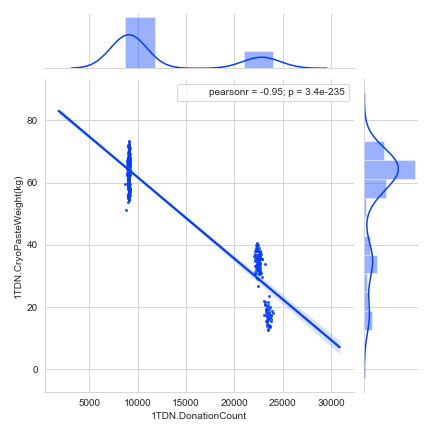 pearsonr = -0.95; p = 3.4e-235
1TDN.CryoPasteWeight(kg)
80
60
40
20
0
5000 10000 15000 20000 25000 30000
1TDN.DonationCount